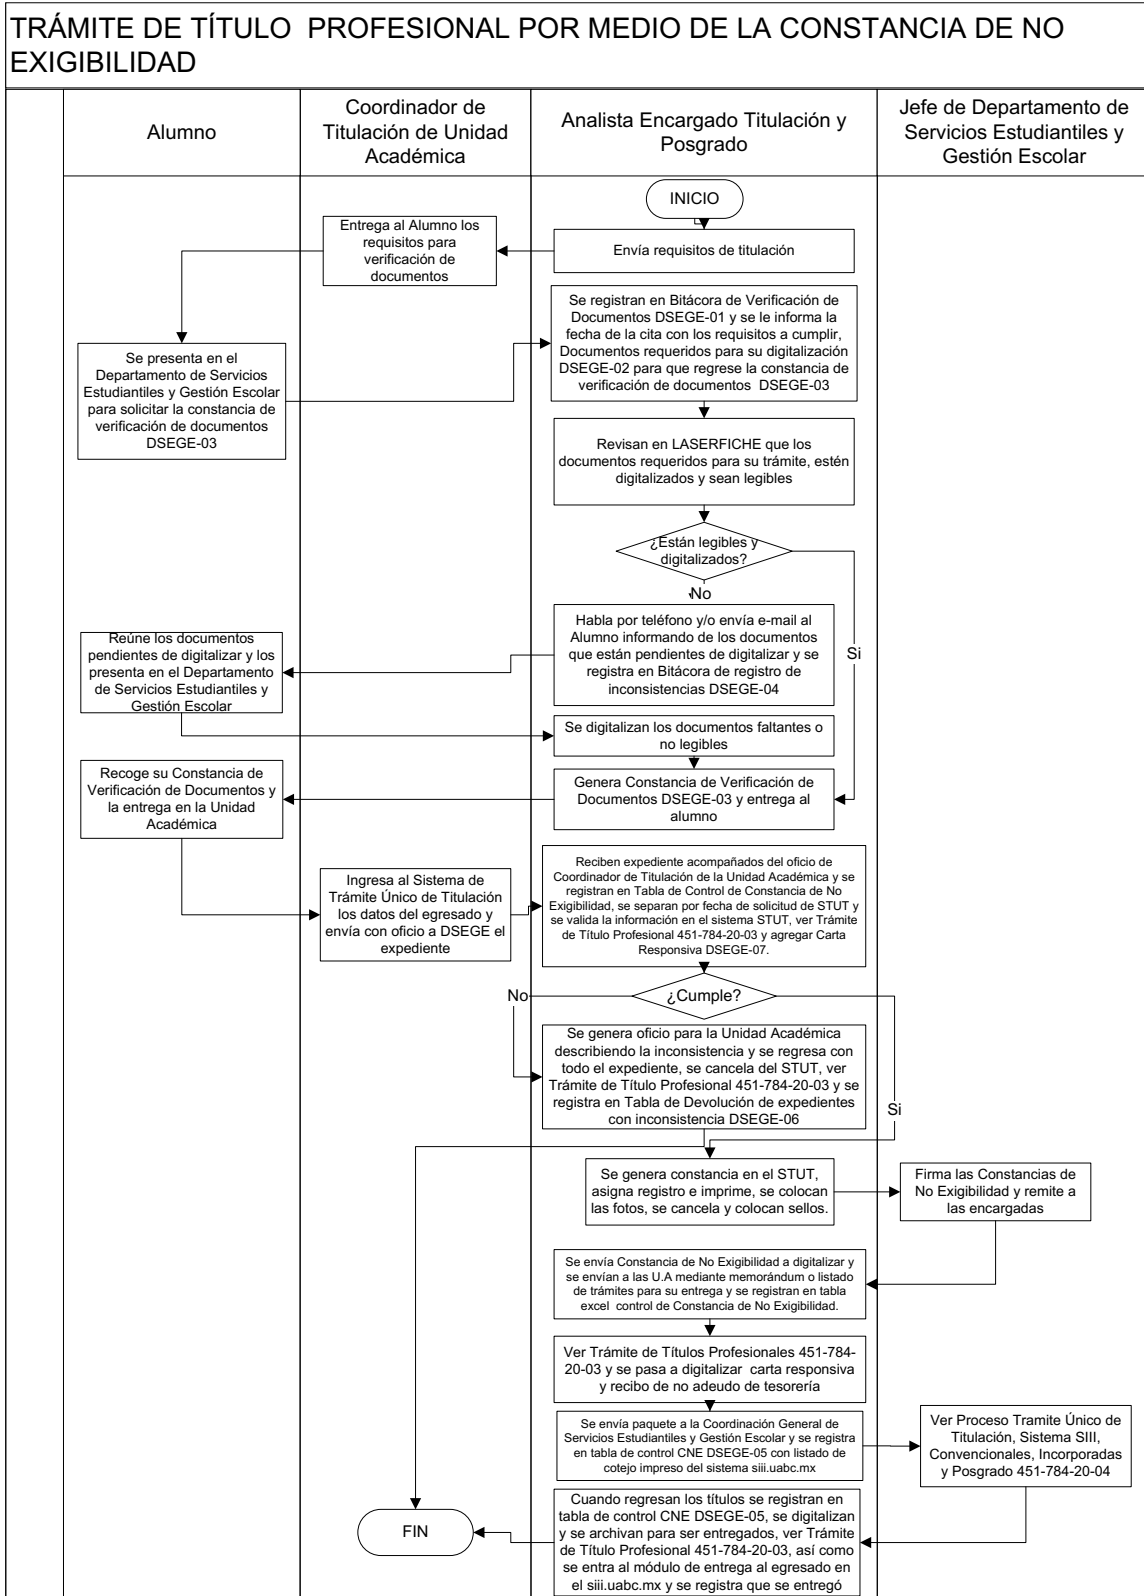 TRÁMITE DE TÍTULO  PROFESIONAL POR MEDIO DE LA CONSTANCIA DE NO
EXIGIBILIDAD
Alumno
Coordinador de
Titulación de Unidad
Académica
Analista Encargado Titulación y
Posgrado
Jefe de Departamento de
Servicios Estudiantiles y
Gestión Escolar
INICIO
Envía requisitos de titulación
Entrega al Alumno los
requisitos para
verificación de
documentos
Se presenta en el
Departamento de Servicios
Estudiantiles y Gestión Escolar
para solicitar la constancia de
verificación de documentos
DSEGE-03
Se registran en Bitácora de Verificación de
Documentos DSEGE-01 y se le informa la
fecha de la cita con los requisitos a cumplir,
Documentos requeridos para su digitalización
DSEGE-02 para que regrese la constancia de
verificación de documentos  DSEGE-03
Revisan en LASERFICHE que los
documentos requeridos para su trámite, estén
digitalizados y sean legibles
¿Están legibles y
digitalizados?
No
Si
Habla por teléfono y/o envía e-mail al
Alumno informando de los documentos
que están pendientes de digitalizar y se
registra en Bitácora de registro de
inconsistencias DSEGE-04
Reúne los documentos
pendientes de digitalizar y los
presenta en el Departamento
de Servicios Estudiantiles y
Gestión Escolar
Se digitalizan los documentos faltantes o
no legibles
Genera Constancia de Verificación de
Documentos DSEGE-03 y entrega al
alumno
Recoge su Constancia de
Verificación de Documentos y
la entrega en la Unidad
Académica
Ingresa al Sistema de
Trámite Único de Titulación
los datos del egresado y
envía con oficio a DSEGE el
expediente
Reciben expediente acompañados del oficio de
Coordinador de Titulación de la Unidad Académica y se
registran en Tabla de Control de Constancia de No
Exigibilidad, se separan por fecha de solicitud de STUT y
se valida la información en el sistema STUT, ver Trámite
de Título Profesional 451-784-20-03 y agregar Carta
Responsiva DSEGE-07.
¿Cumple?
No
Si
Se genera oficio para la Unidad Académica
describiendo la inconsistencia y se regresa con
todo el expediente, se cancela del STUT, ver
Trámite de Título Profesional 451-784-20-03 y se
registra en Tabla de Devolución de expedientes
con inconsistencia DSEGE-06
Se genera constancia en el STUT,
asigna registro e imprime, se colocan
las fotos, se cancela y colocan sellos.
Firma las Constancias de
No Exigibilidad y remite a
las encargadas
Se envía Constancia de No Exigibilidad a digitalizar y
se envían a las U.A mediante memorándum o listado
de trámites para su entrega y se registran en tabla
excel  control de Constancia de No Exigibilidad.
Ver Trámite de Títulos Profesionales 451-784-
20-03 y se pasa a digitalizar  carta responsiva
y recibo de no adeudo de tesorería
Se envía paquete a la Coordinación General de
Servicios Estudiantiles y Gestión Escolar y se registra
en tabla de control CNE DSEGE-05 con listado de
cotejo impreso del sistema siii.uabc.mx
Ver Proceso Tramite Único de
Titulación, Sistema SIII,
Convencionales, Incorporadas
y Posgrado 451-784-20-04
Cuando regresan los títulos se registran en
tabla de control CNE DSEGE-05, se digitalizan
y se archivan para ser entregados, ver Trámite
de Título Profesional 451-784-20-03, así como
se entra al módulo de entrega al egresado en
el siii.uabc.mx y se registra que se entregó
FIN